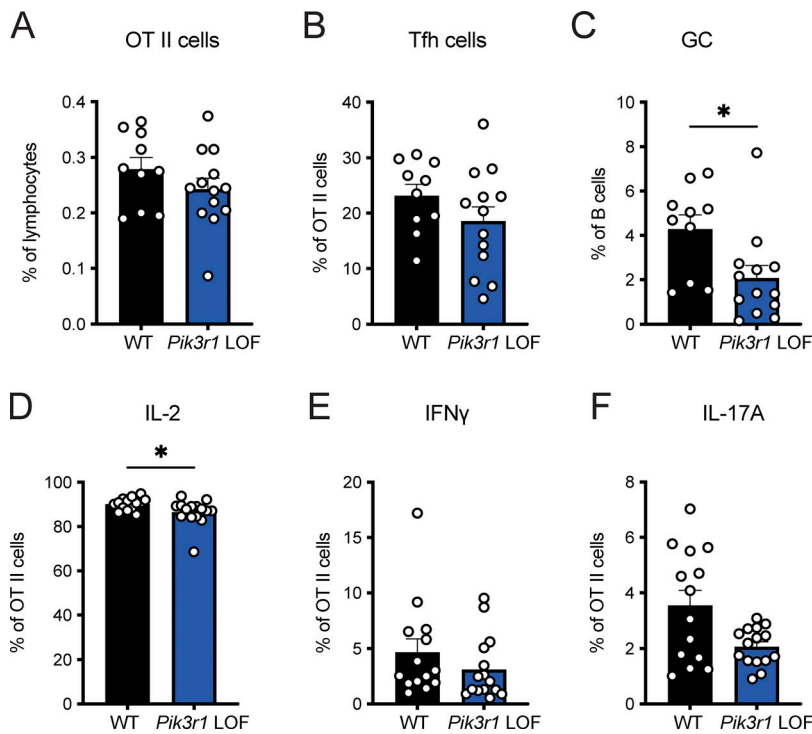 A
OT II cells
% of lymphocytes
0.4
0.3
0.2
0.1
0.0
WT
Pik3r1 LOF
B
Tfh cells
% of OT II cells
40
30
20
10
0
WT
Pik3r1 LOF
C
GC
% of B cells
10
8
6
4
2
0
*
WT
Pik3r1 LOF
D
IL-2
% of OT II cells
100
80
60
40
20
0
*
WT
Pik3r1 LOF
E
IFNγ
% of OT II cells
20
15
10
5
0
WT
Pik3r1 LOF
F
IL-17A
% of OT II cells
8
6
4
2
0
WT
Pik3r1 LOF